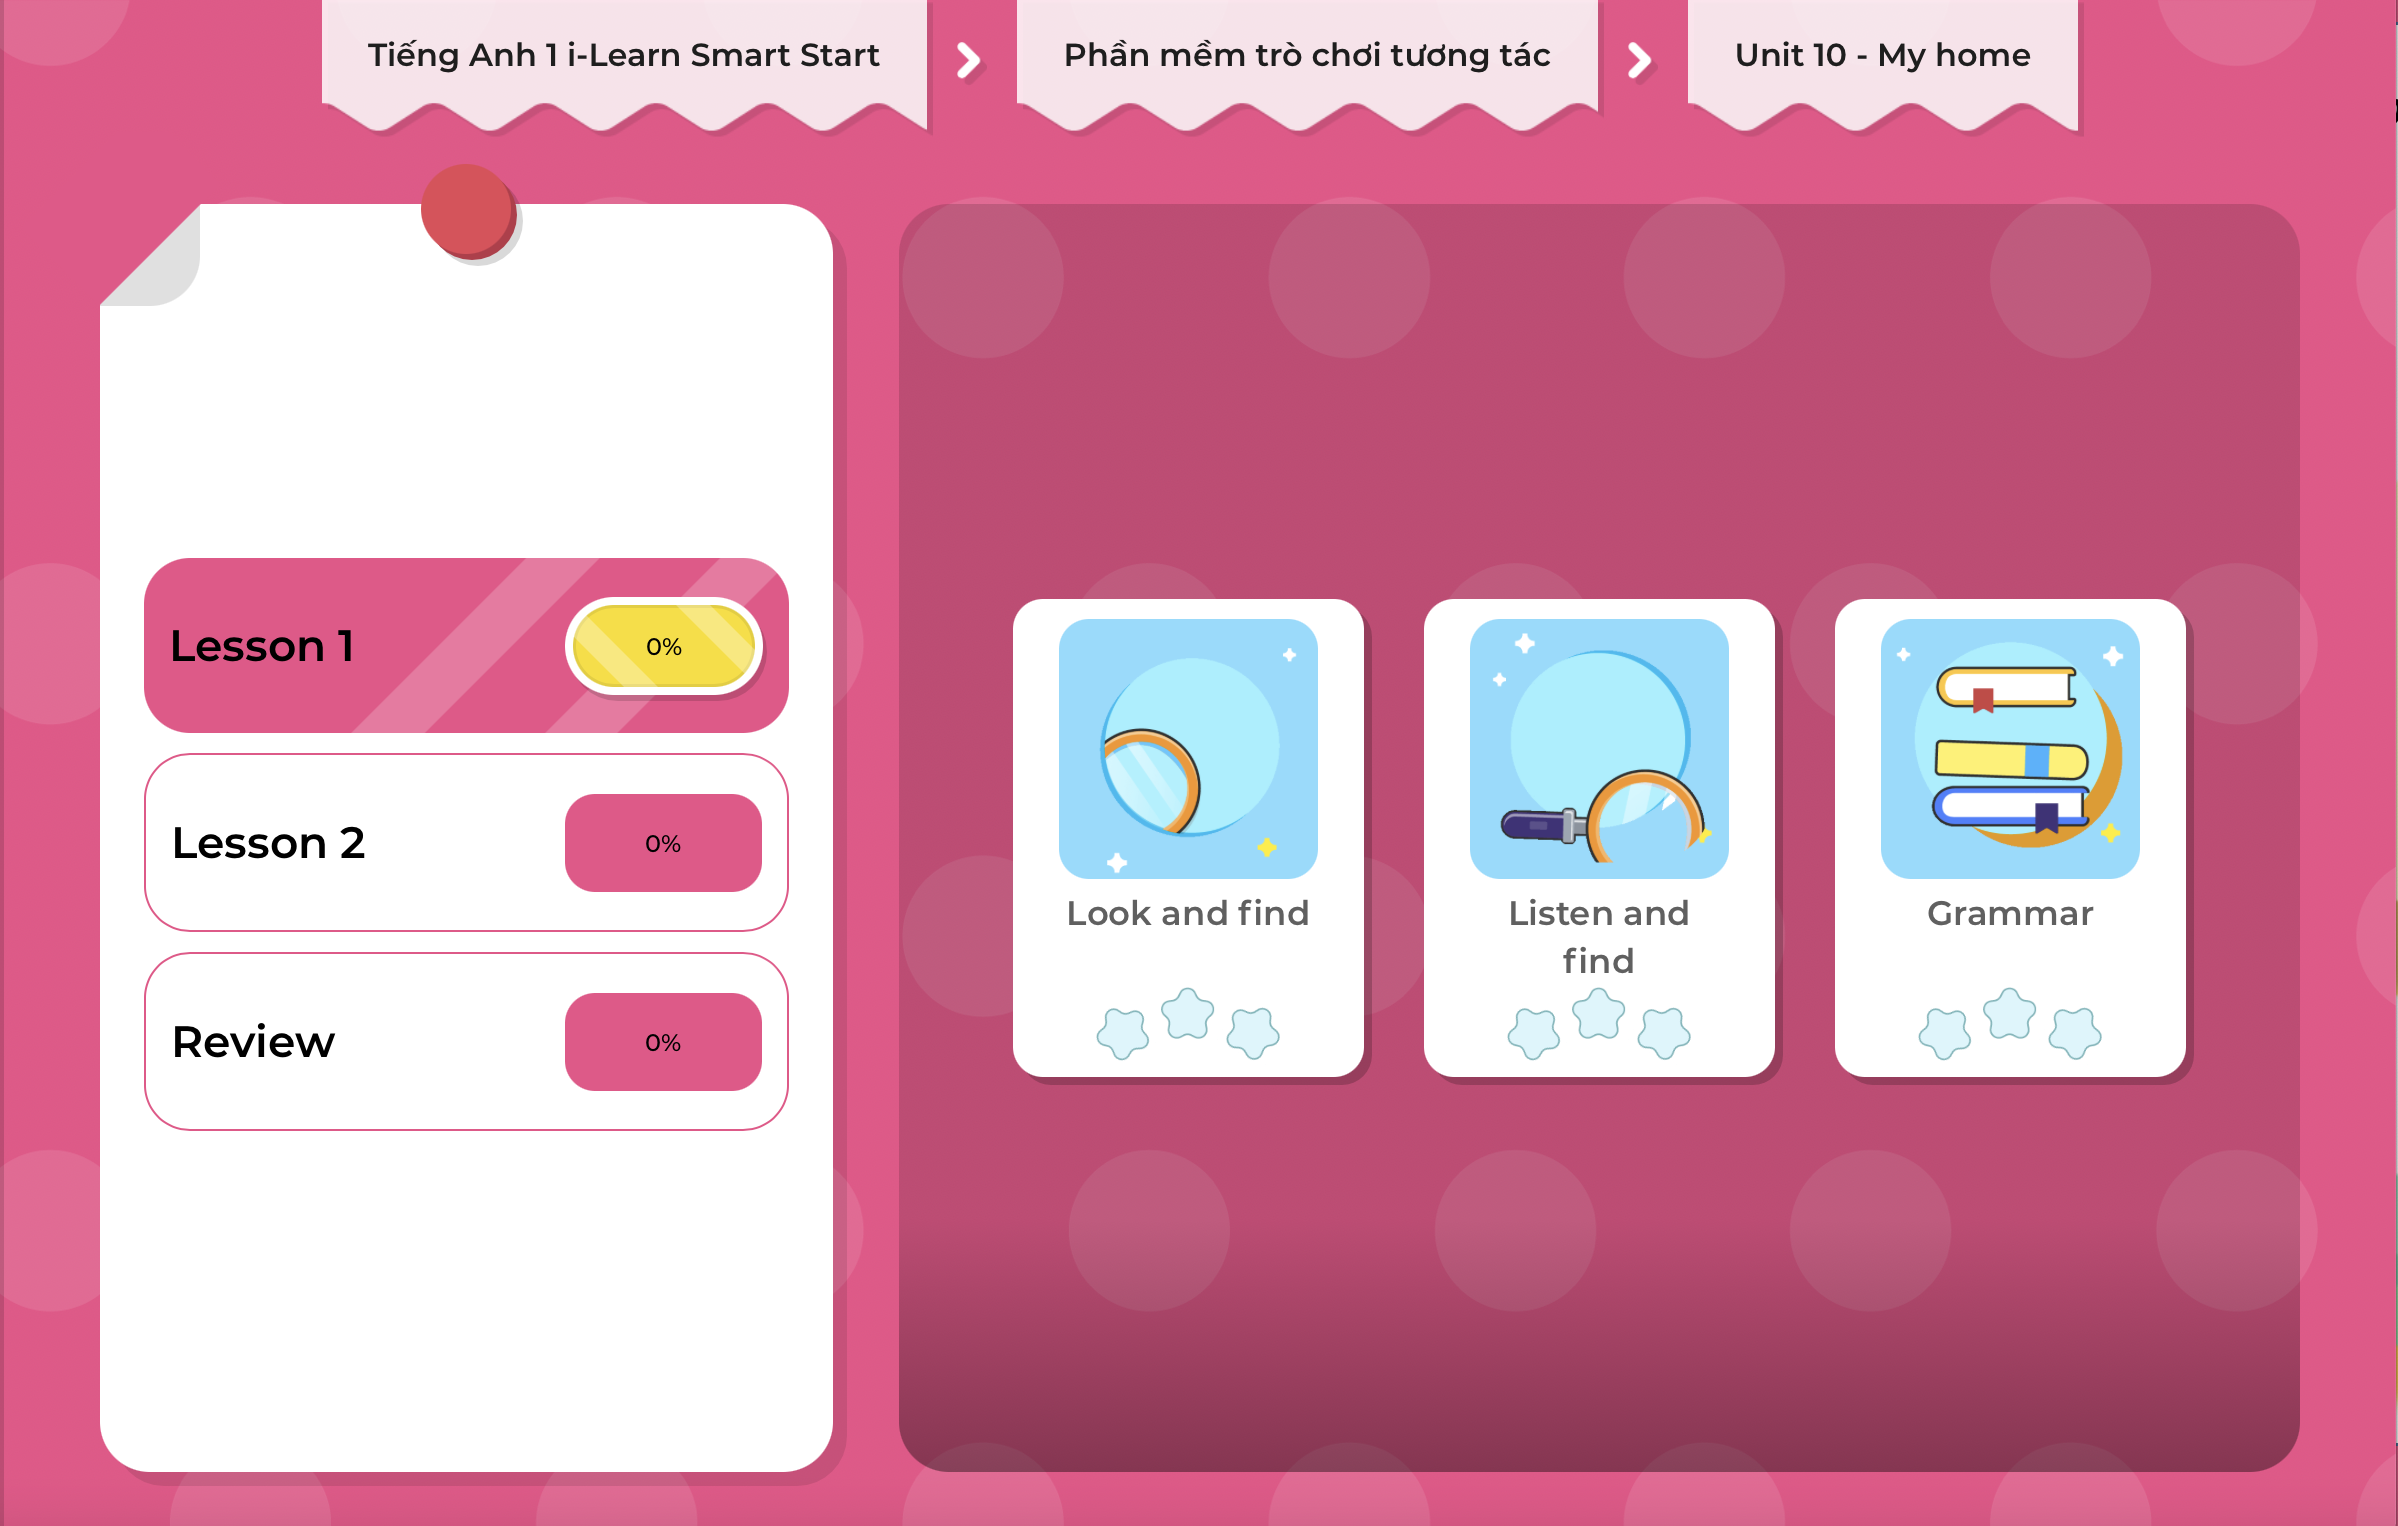 Tiếng Anh 1 i-Learn Smart Start
Phần mềm trò chơi tương tác
Unit 10 - My home
Lesson 1
0%
Lesson 2
0%
Review
0%
Look and find
Listen and
find
Grammar